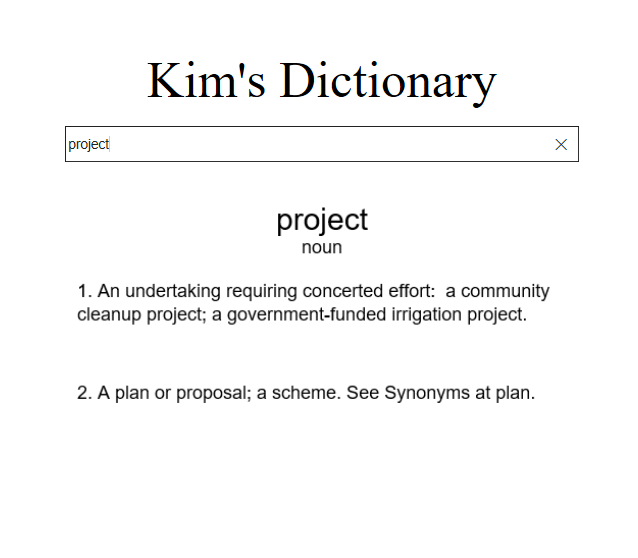 Kim's Dictionary
project
project
noun
1. An undertaking requiring concerted effort:  a community
cleanup project; a government-funded irrigation project.
2. A plan or proposal; a scheme. See Synonyms at plan.